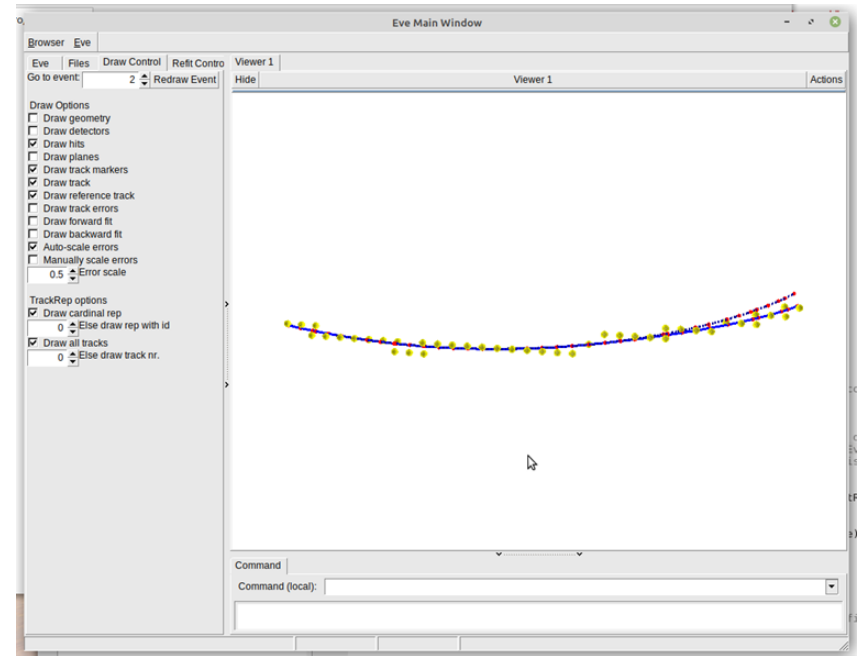 Eve Main Window
Browser Eve
Eve Files Draw Control Refit Contro Viewer 1
Go to event: 2 Redraw Event Hide Viewer 1 Actions
Draw Options
Draw geometry
Draw detectors
Draw hits
Draw planes
Draw track markers
Draw track
Draw reference track
Draw track errors
Draw forward fit
Draw backward fit
Auto-scale errors
Manually scale errors
0.5 Error scale
TrackRep options
Draw cardinal rep
0 Else draw rep with id
Draw all tracks
0 Else draw track nr.
Command
Command (local):